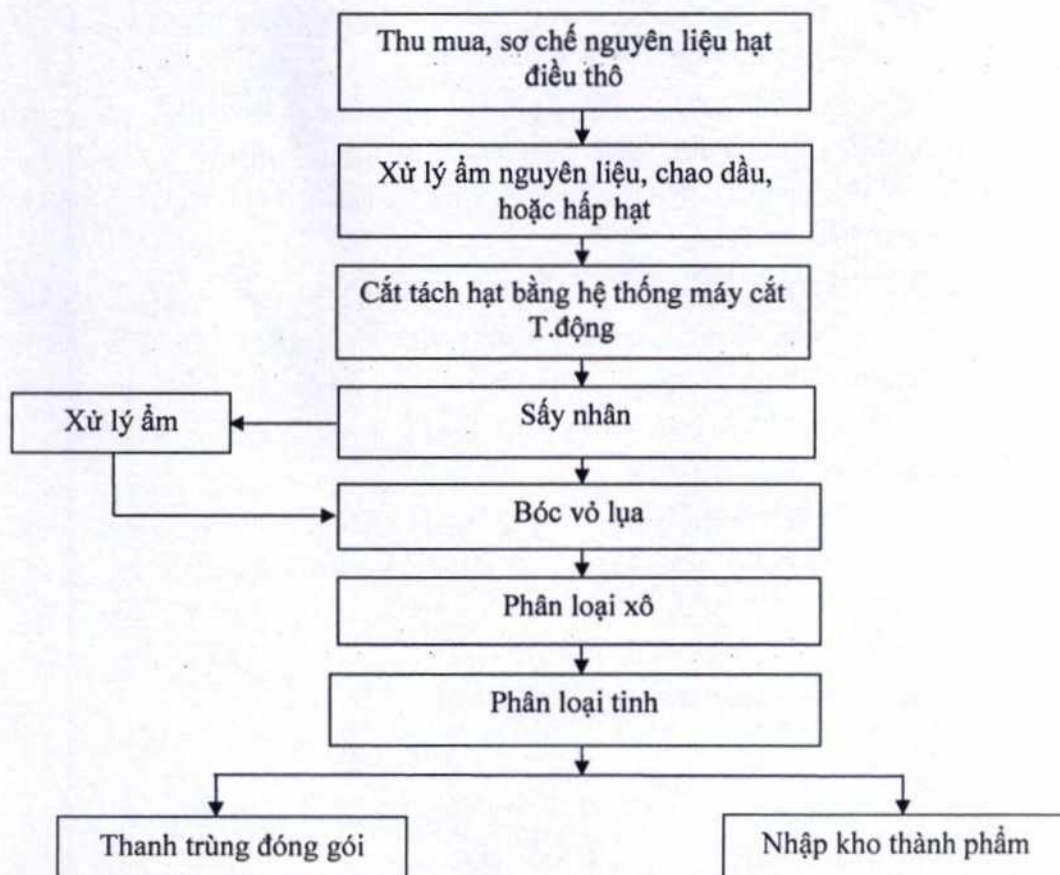 Thu mua, sơ chế nguyên liệu hạt
điều thô
Xử lý ẩm nguyên liệu, chao dầu,
hoặc hấp hạt
Cắt tách hạt bằng hệ thống máy cắt
T.động
Sấy nhân
Xử lý ẩm
Bóc vỏ lụa
Phân loại xô
Phân loại tinh
Thanh trùng đóng gói
Nhập kho thành phẩm